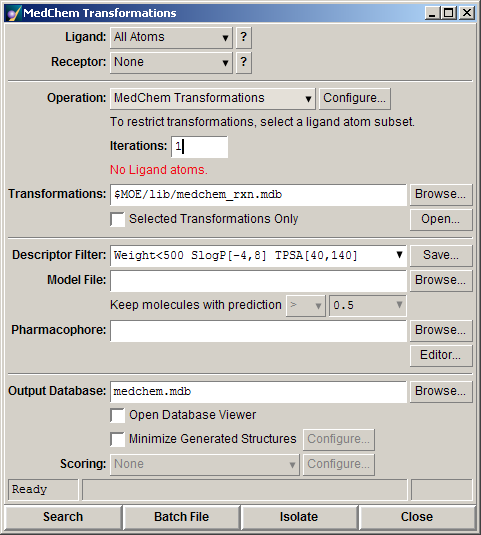 MedChem Transformations
Ligand: All Atoms ?
Receptor: None ?
Operation: MedChem Transformations Configure...
To restrict transformations, select a ligand atom subset.
Iterations: 1
No Ligand atoms.
Transformations: $MOE/lib/medchem_rxn.mdb Browse...
Selected Transformations Only Open...
Descriptor Filter: Weight<500 SlogP[-4,8] TPSA[40,140] Save...
Model File: Browse...
Keep molecules with prediction > 0.5
Pharmacophore: Browse...
Editor...
Output Database: medchem.mdb Browse...
Open Database Viewer
Minimize Generated Structures Configure...
Scoring: None Configure...
Ready
Search Batch File Isolate Close